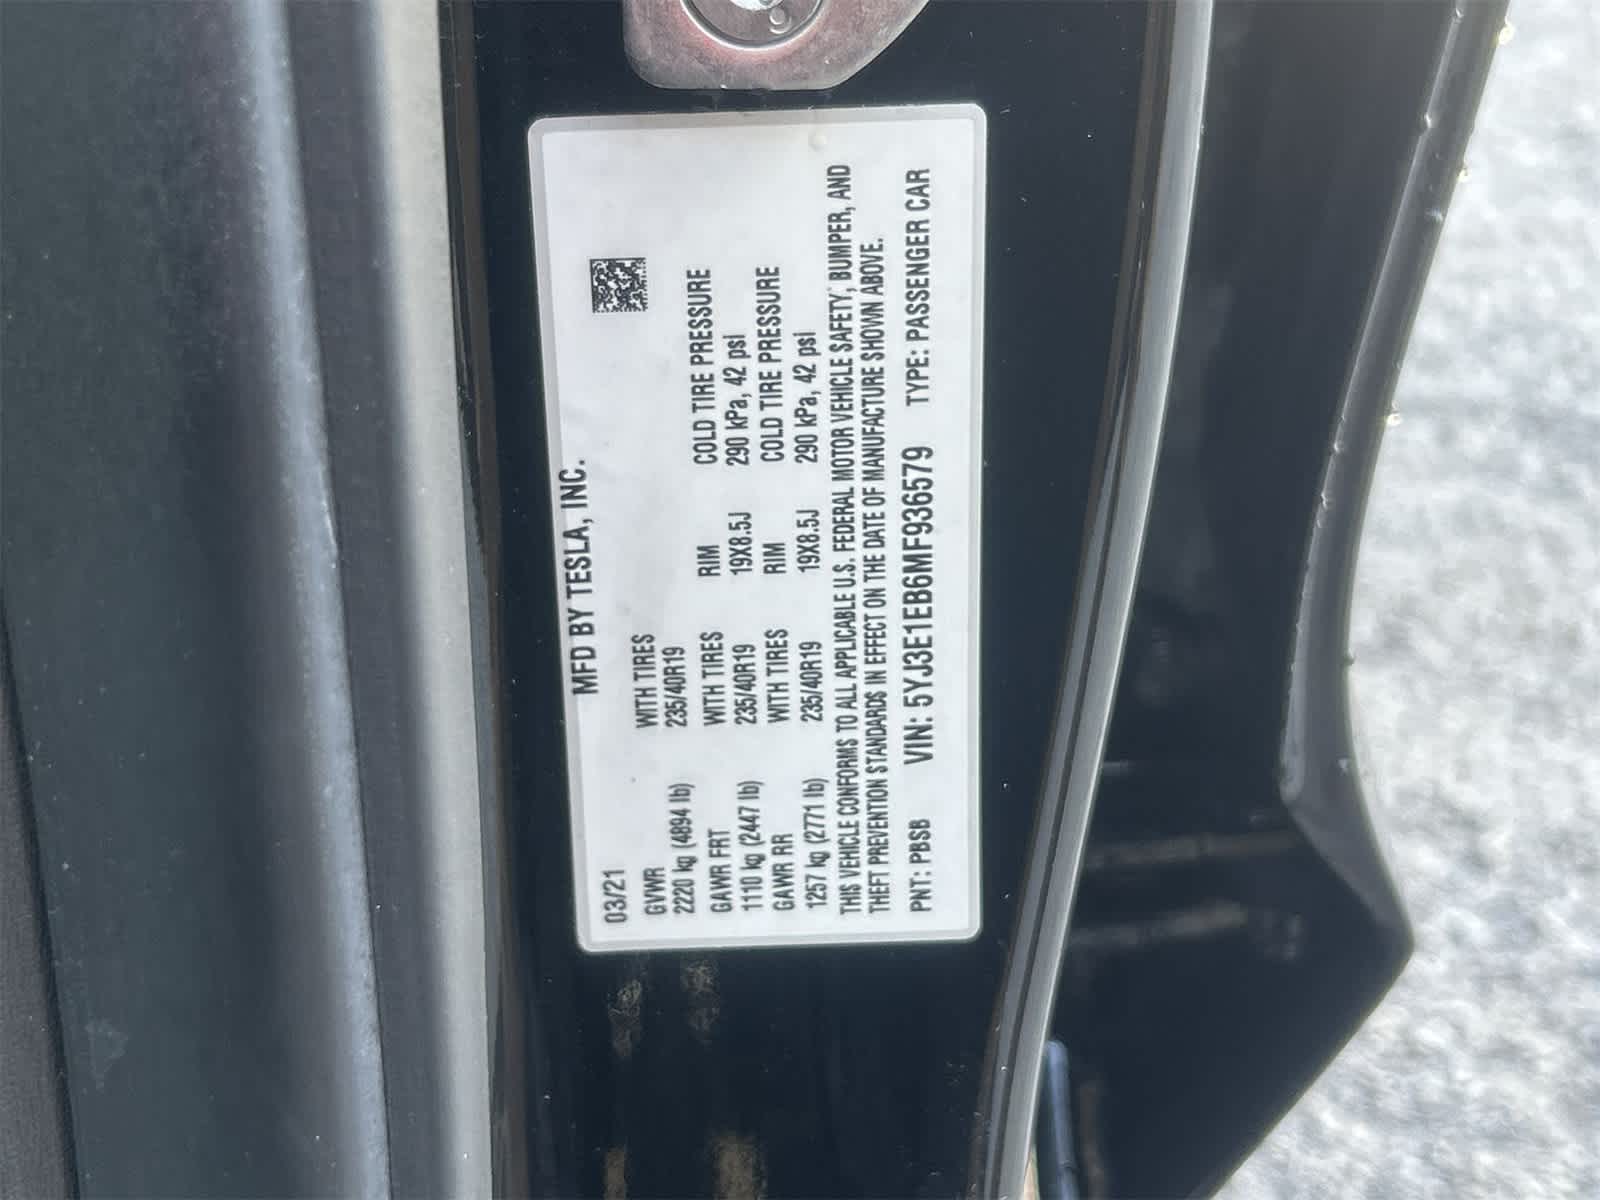 MFD BY TESLA, INC.
03/21
GVWR WITH TIRES
2220 kg (4894 lb) 235/40R19
GAWR FRT WITH TIRES RIM COLD TIRE PRESSURE
1110 kg (2447 lb) 235/40R19 19X8.5J 290 kPa, 42 psi
GAWR RR WITH TIRES RIM COLD TIRE PRESSURE
1257 kg (2771 lb) 235/40R19 19X8.5J 290 kPa, 42 psi
THIS VEHICLE CONFORMS TO ALL APPLICABLE U.S. FEDERAL MOTOR VEHICLE SAFETY, BUMPER, AND
THEFT PREVENTION STANDARDS IN EFFECT ON THE DATE OF MANUFACTURE SHOWN ABOVE.
PNT: PBSB VIN: 5YJ3E1EB6MF936579 TYPE: PASSENGER CAR